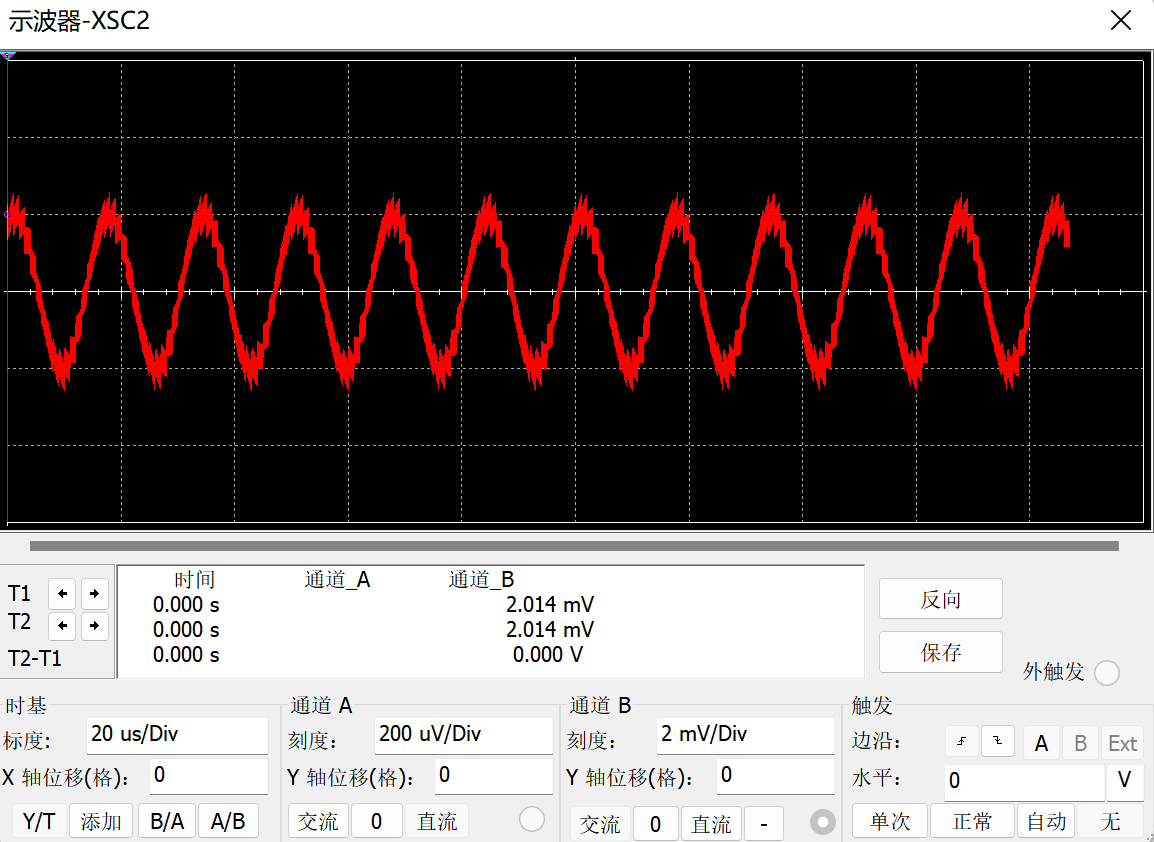 示波器-XSC2
时间 通道_A 通道_B
T1 0.000 s 2.014 mV
T2 0.000 s 2.014 mV
T2-T1 0.000 s 0.000 V
反向
保存
外触发
时基
标度: 20 us/Div
X 轴位移(格): 0
Y/T 添加 B/A A/B
通道 A
刻度: 200 uV/Div
Y 轴位移(格): 0
交流 0 直流
通道 B
刻度: 2 mV/Div
Y 轴位移(格): 0
交流 0 直流 -
触发
边沿: A B Ext
水平: 0 V
单次 正常 自动 无